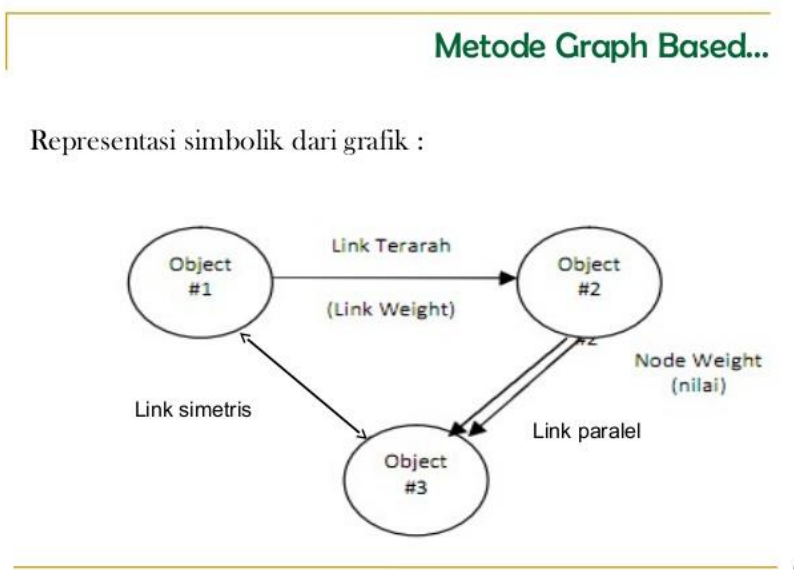 Metode Graph Based...
Representasi simbolik dari grafik :
Object
#1
Link Terarah
(Link Weight)
Object
#2
Node Weight
(nilai)
Link simetris
Link paralel
Object
#3